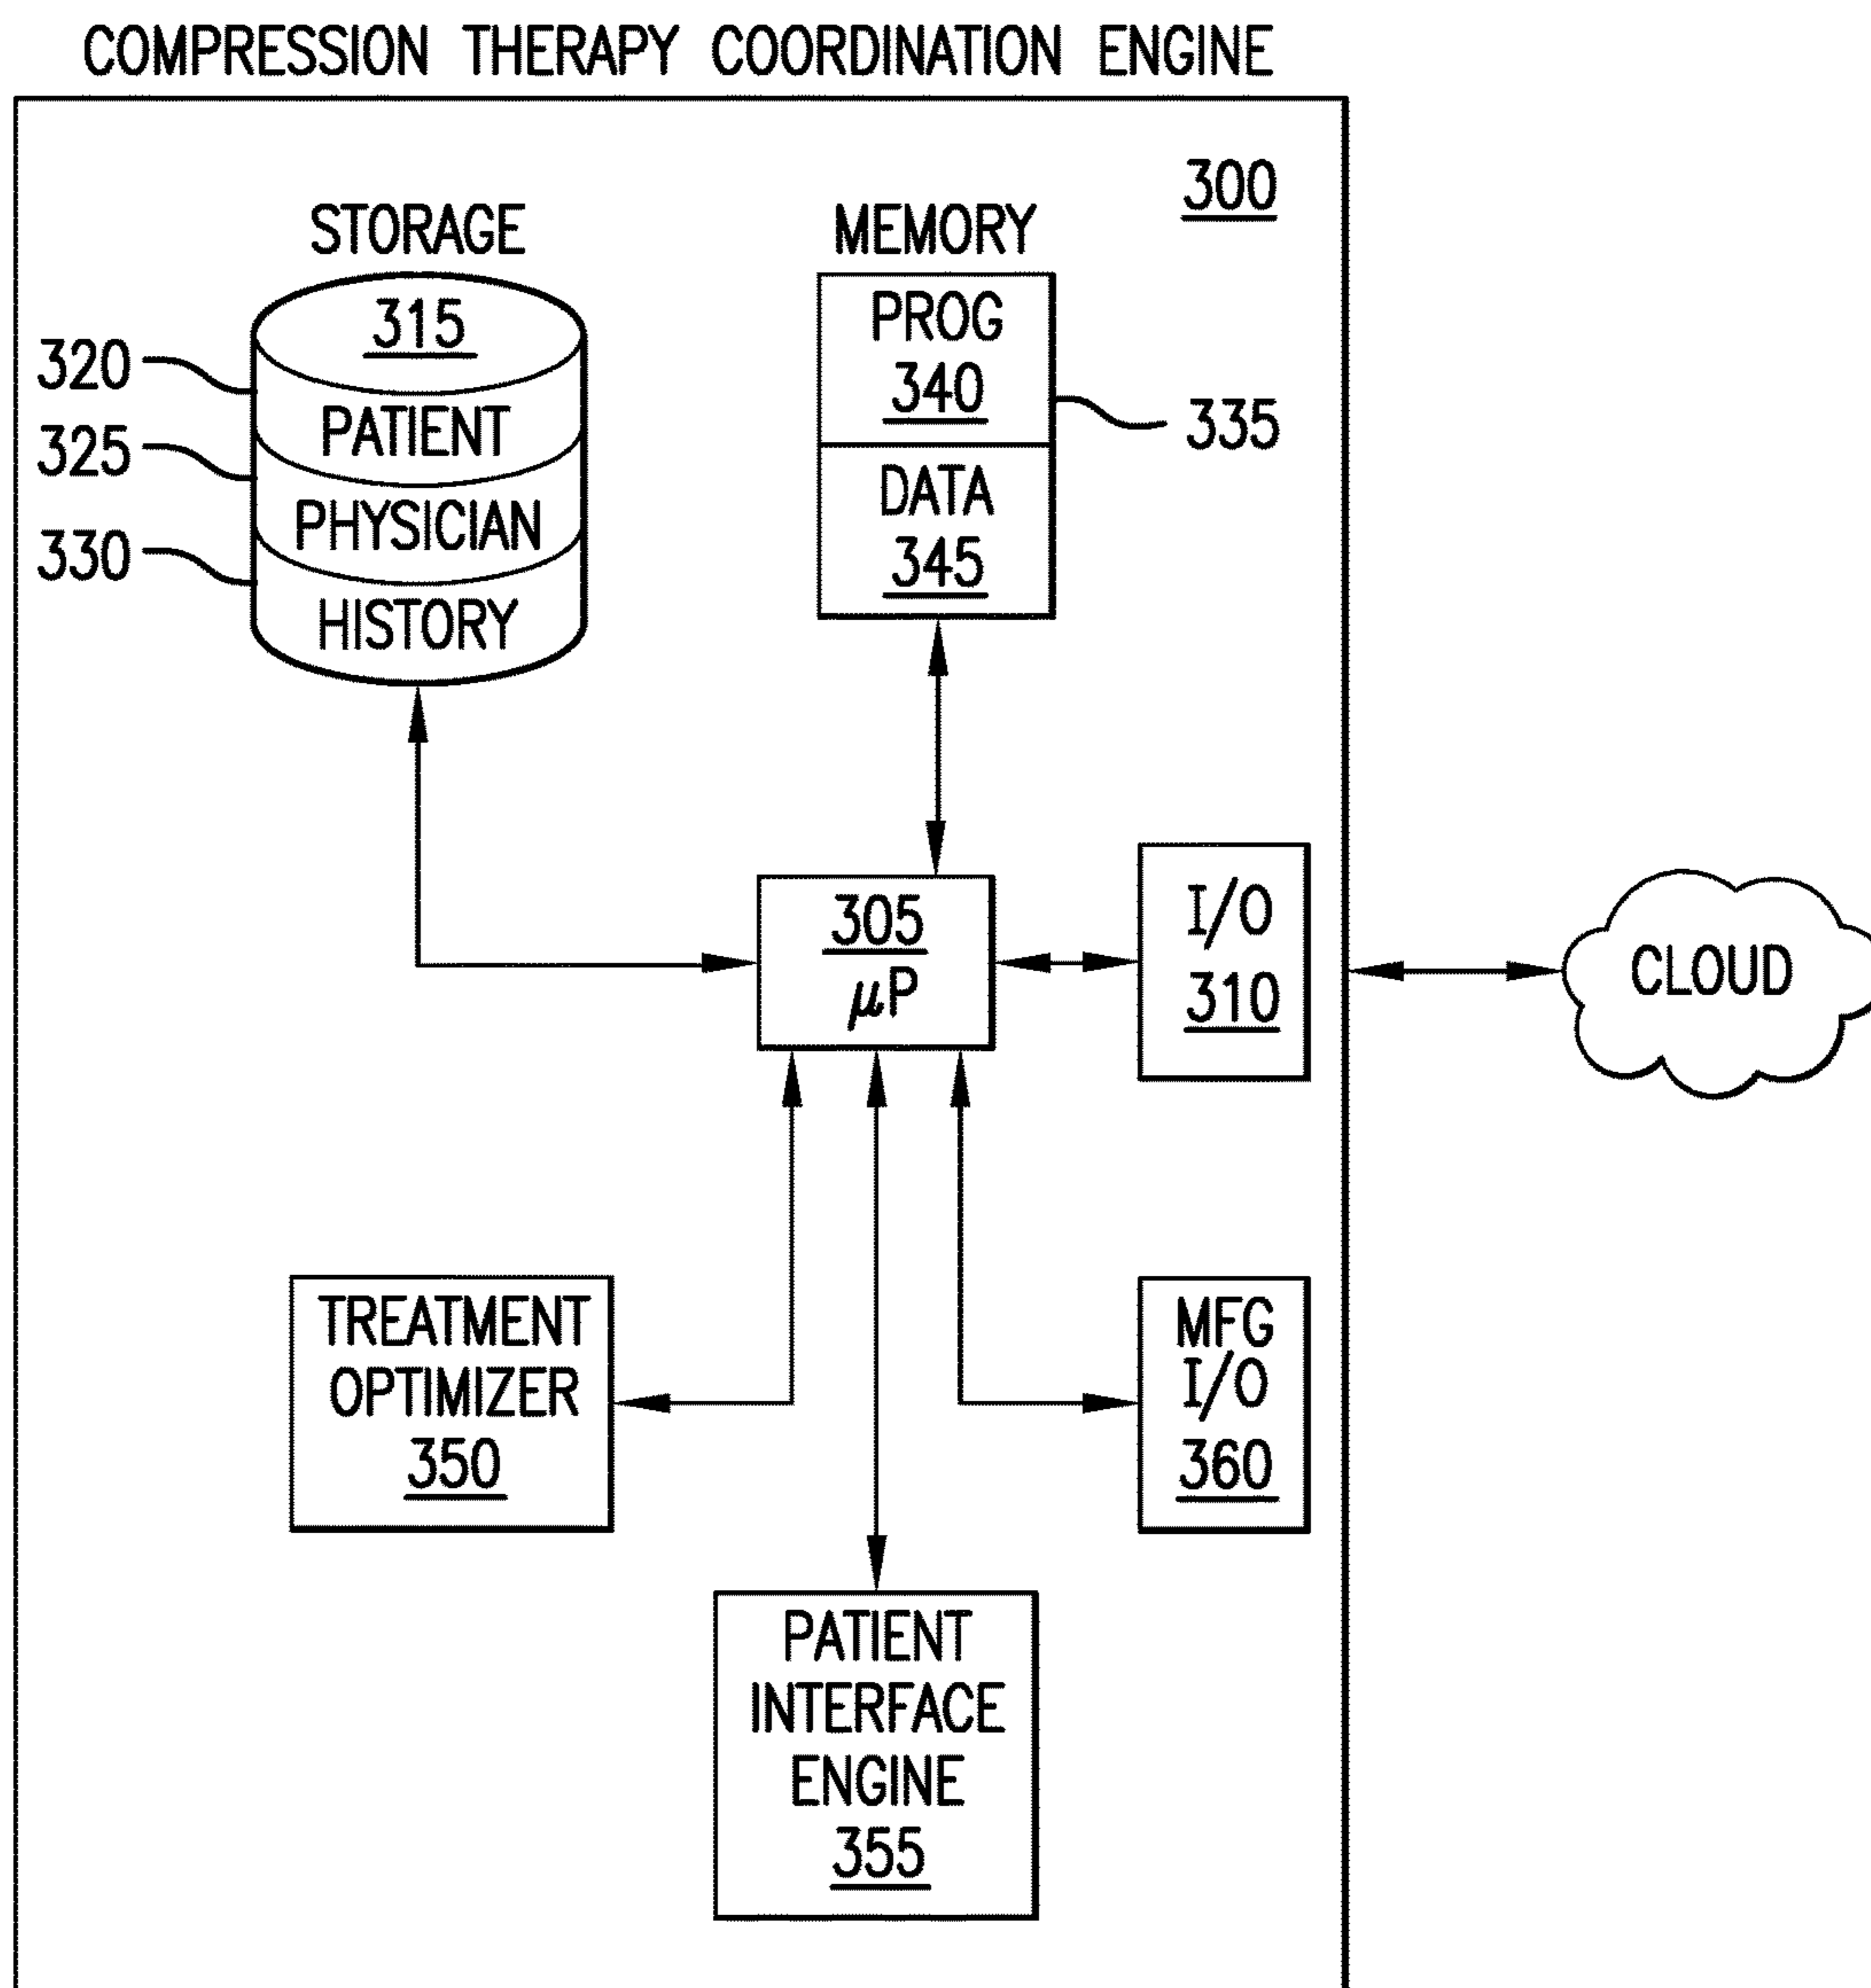 COMPRESSION THERAPY COORDINATION ENGINE
300
STORAGE
315
320
PATIENT
325
PHYSICIAN
330
HISTORY
MEMORY
PROG
340
335
DATA
345
305
μP
I/O
310
CLOUD
TREATMENT
OPTIMIZER
350
MFG
I/O
360
PATIENT
INTERFACE
ENGINE
355